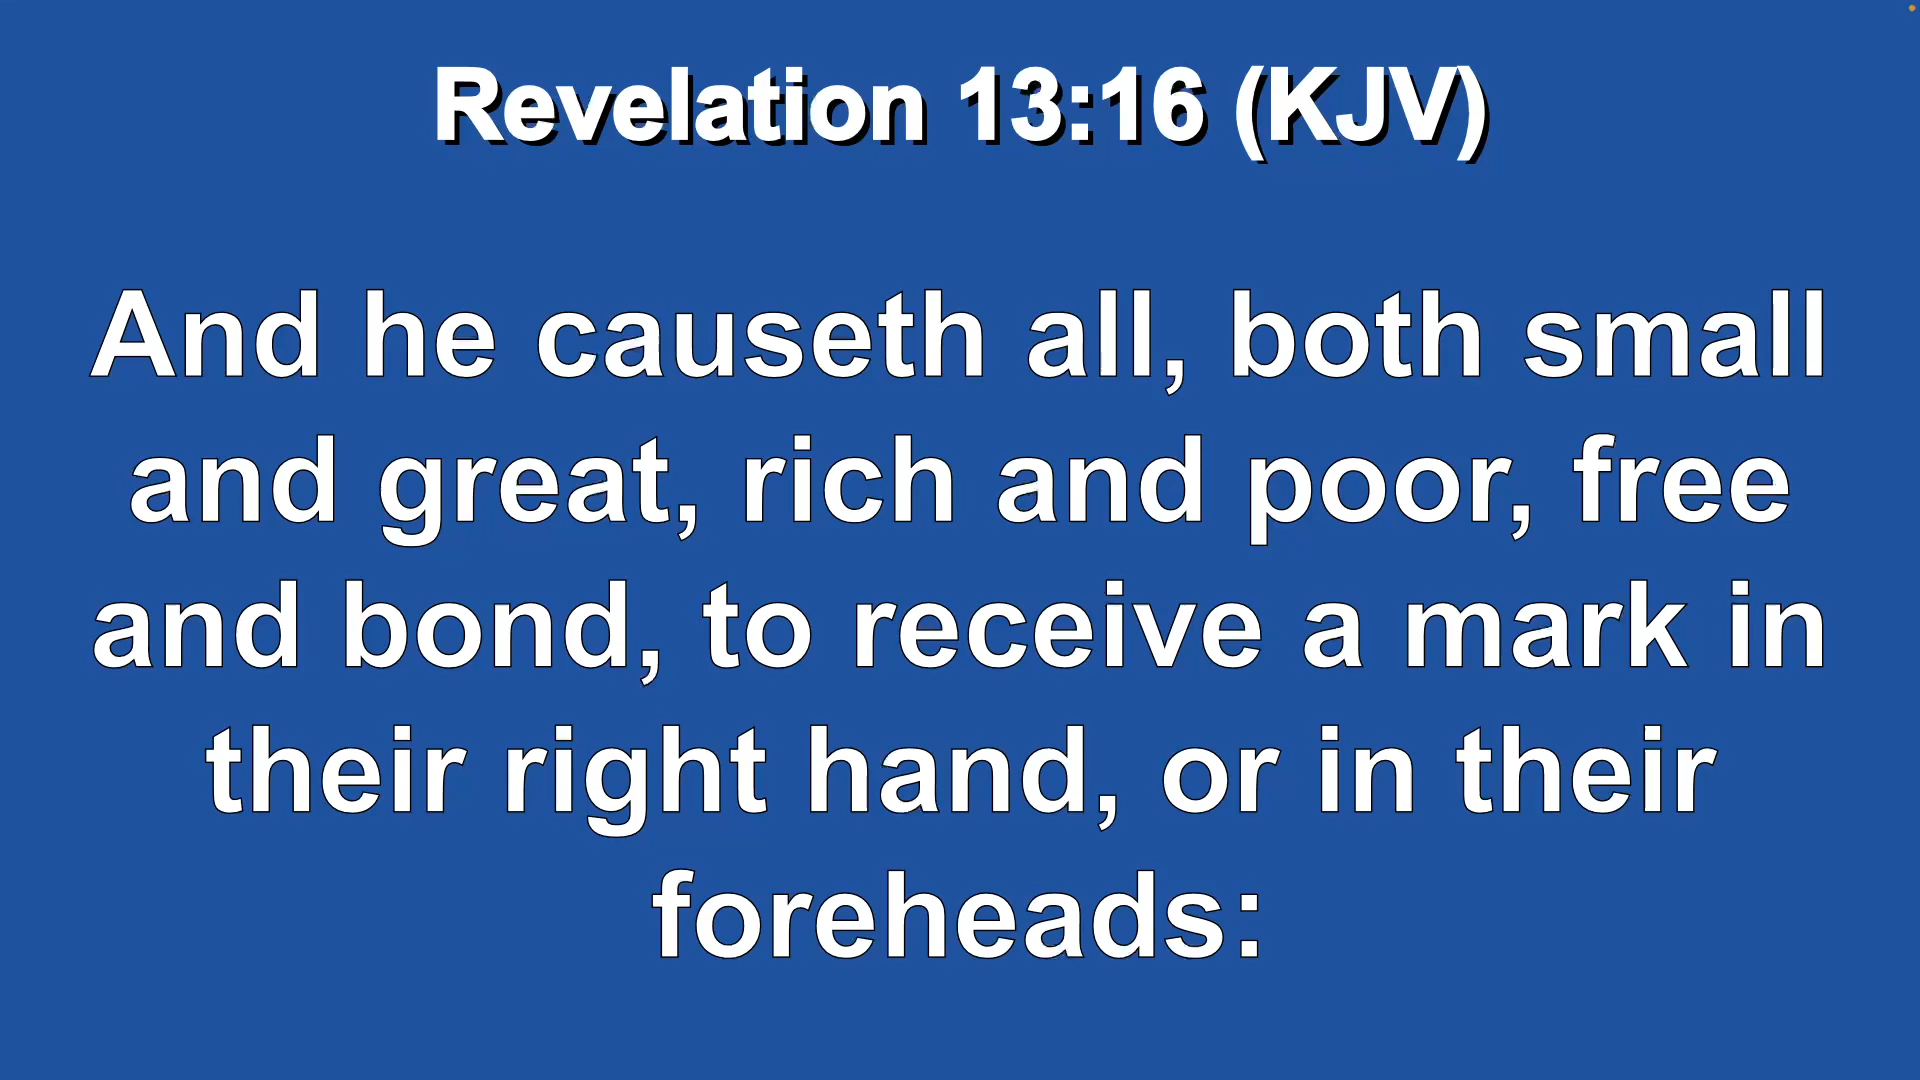 Revelation 13:16 (KJV)
And he causeth all, both small
and great, rich and poor, free
and bond, to receive a mark in
their right hand, or in their
foreheads: